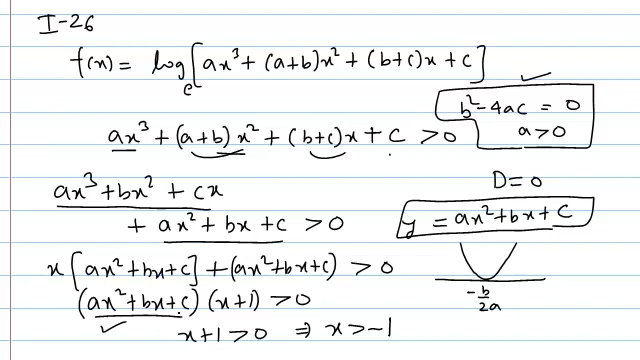 I-26
f(x) = log_e [ax³ + (a+b)x² + (b+c)x + c]
b² - 4ac = 0
a > 0
ax³ + (a+b)x² + (b+c)x + c > 0
D = 0
ax³ + bx² + cx
+ ax² + bx + c > 0
y = ax² + bx + c
x[ax² + bx + c] + (ax² + bx + c) > 0
(ax² + bx + c)(x+1) > 0
-b/2a
x+1 > 0 ⇒ x > -1